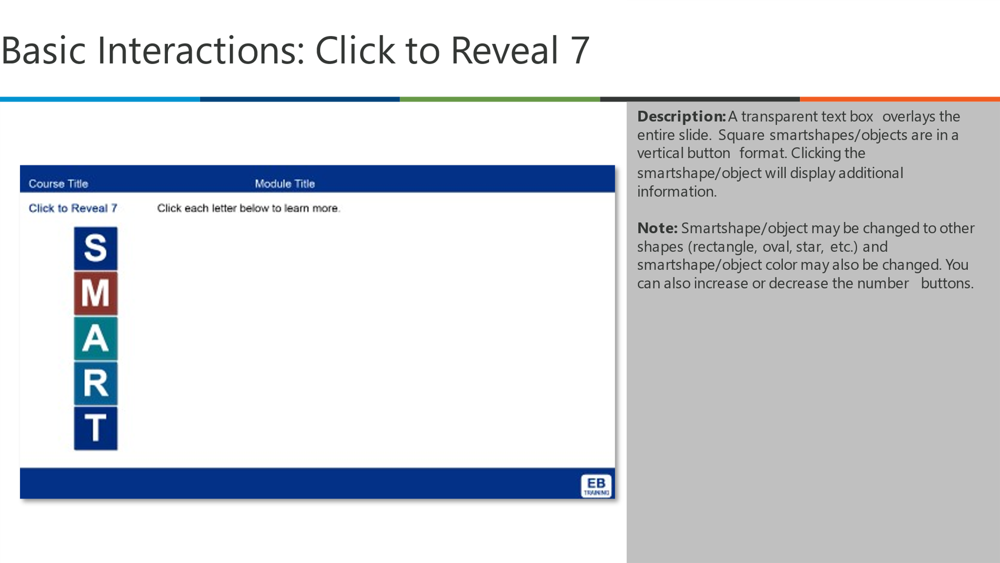 Basic Interactions: Click to Reveal 7
Course Title Module Title
Click to Reveal 7 Click each letter below to learn more.
S
M
A
R
T
EB
TRAINING
Description: A transparent text box overlays the
entire slide. Square smartshapes/objects are in a
vertical button format. Clicking the
smartshape/object will display additional
information.
Note: Smartshape/object may be changed to other
shapes (rectangle, oval, star, etc.) and
smartshape/object color may also be changed. You
can also increase or decrease the number buttons.